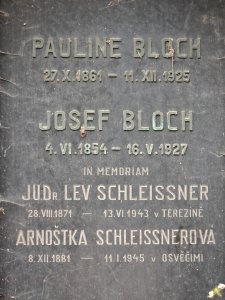 PAULINE BLOCH
27.X.1861 — 11.XII.1925
JOSEF BLOCH
4.VI.1854 — 16.V.1927
IN MEMORIAM
JUDr LEV SCHLEISSNER
28.VIII.1871 — 13.VI.1943 v TEREZÍNĚ
ARNOŠTKA SCHLEISSNEROVÁ
8.XII.1881 — 11.I.1945 v OSVĚČIMI